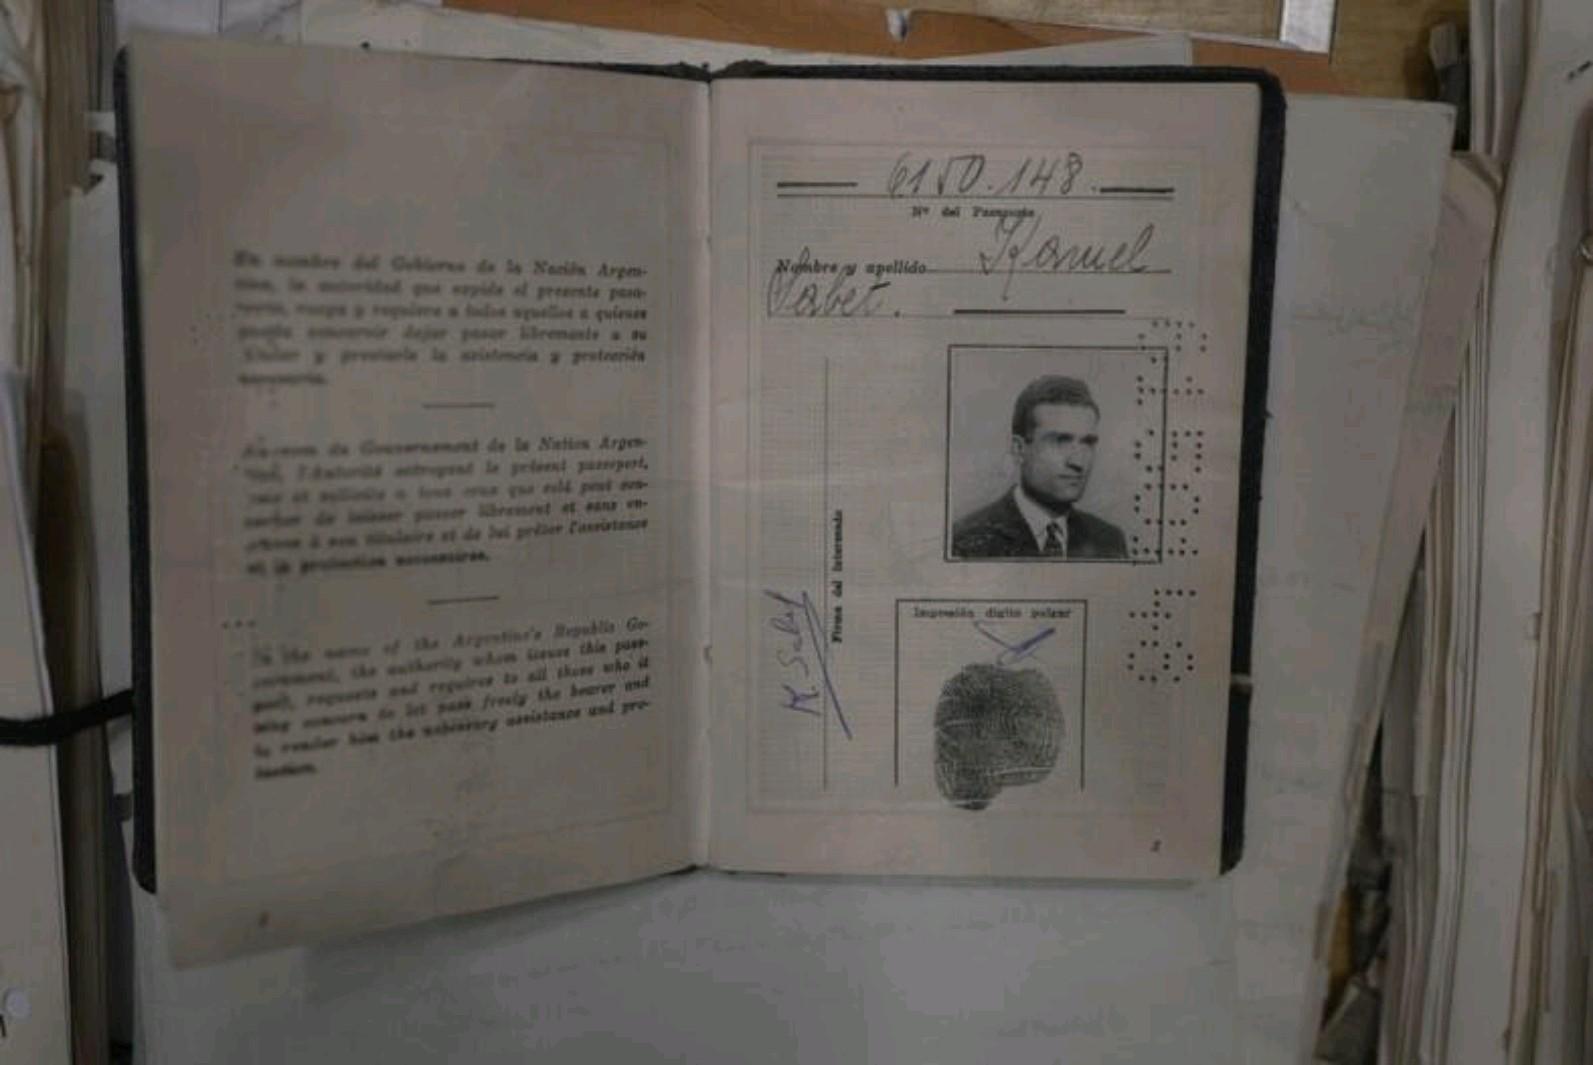 En nombre del Gobierno de la Nación Argen-
tina, la autoridad que expide el presente pasa-
porte, ruega y requiere a todos aquellos a quienes
pueda concernir dejar pasar libremente a su
titular y prestarle la asistencia y protección
necesaria.
Au nom du Gouvernement de la Nation Argen-
tine, l'Autorité octroyant le présent passeport,
prie et sollicite a tous ceux que celá peut con-
cerner de laisser passer librement et sans en-
traves à son titulaire et de lui prêter l'assistance
et la protection necessaires.
In the name of the Argentine's Republic Go-
vernment, the authority whom issues this pass-
port, requests and requires to all those who it
may concern to let pass freely the bearer and
to render him the necessary assistance and pro-
tection.
6150.148.
Nº del Pasaporte
Nombre y apellido Kamel
Sabet.
Firma del interesado
Impresión dígito pulgar
2